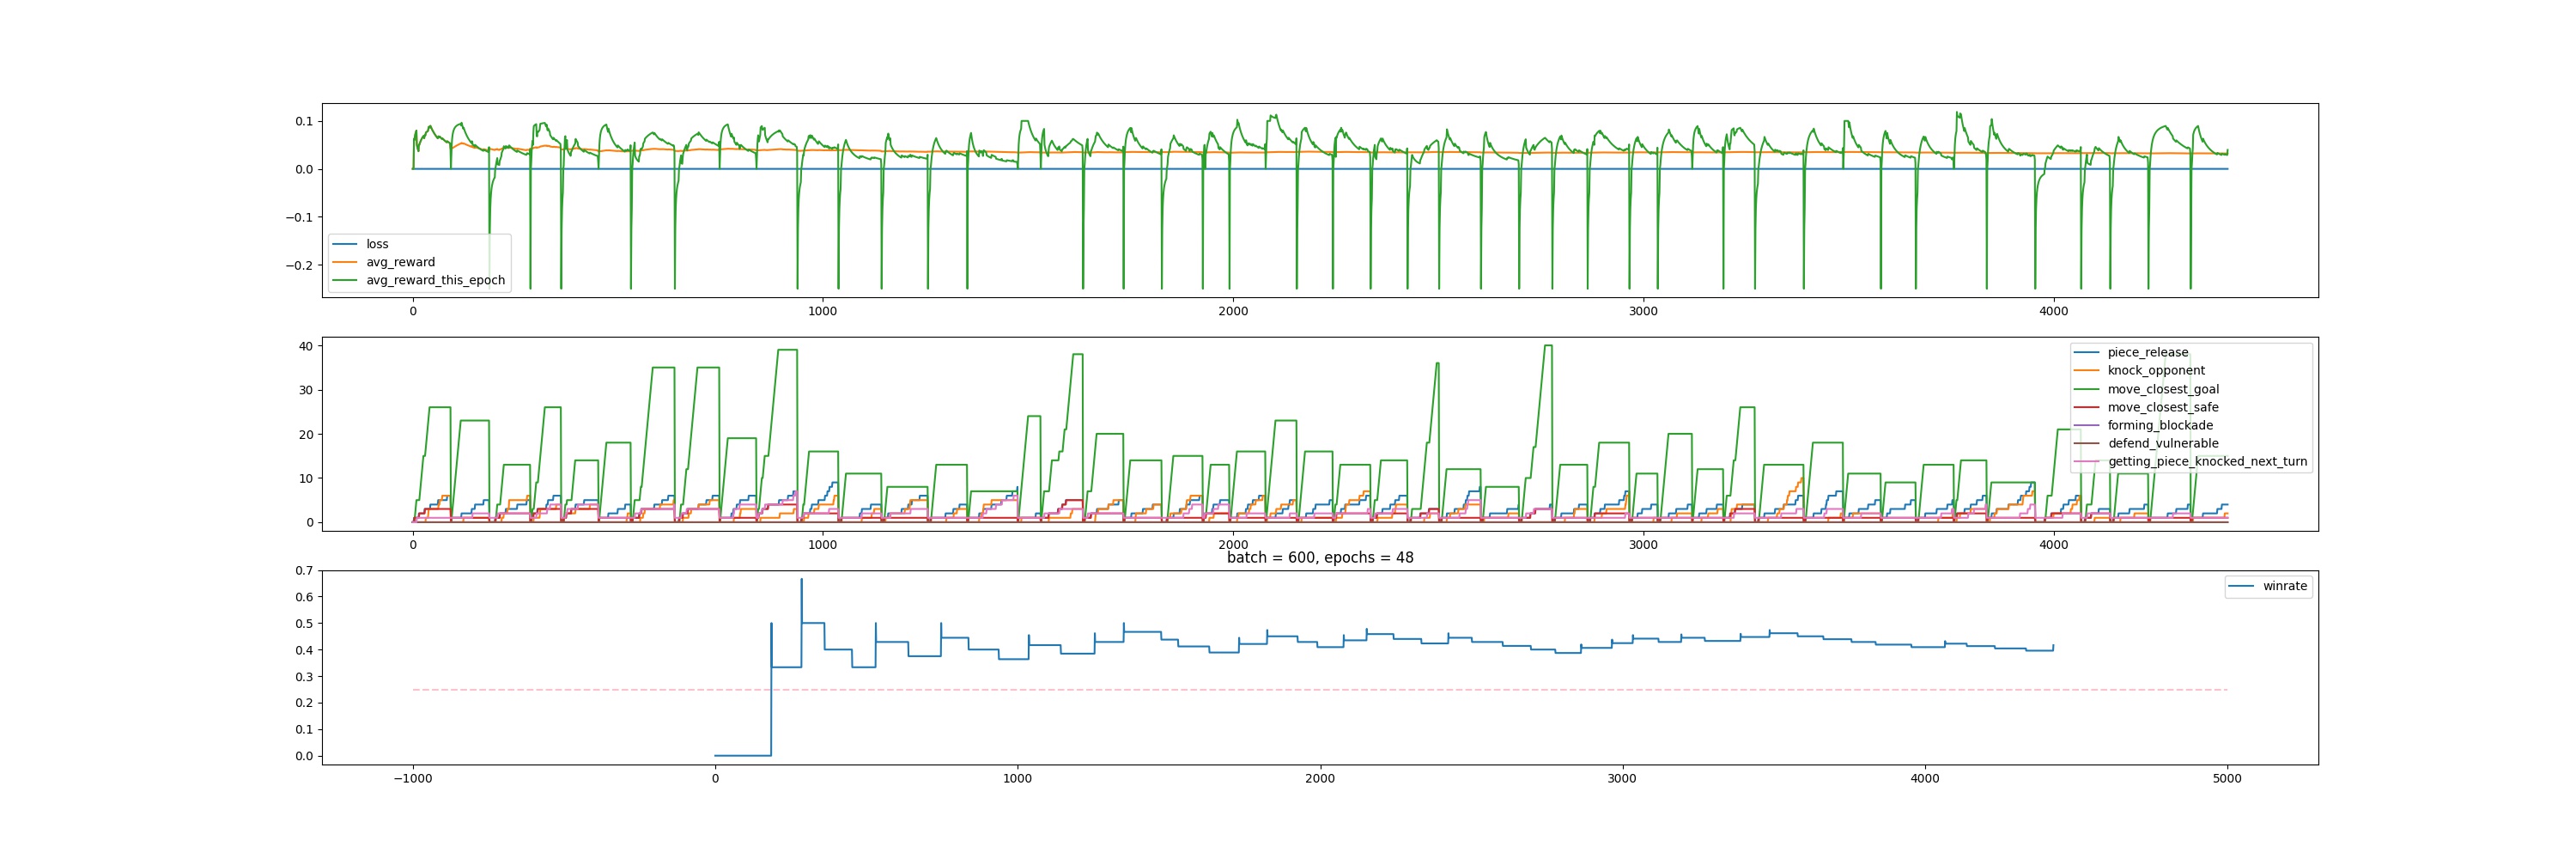 0.1
0.0
−0.1
−0.2
loss
avg_reward
avg_reward_this_epoch
0 1000 2000 3000 4000
40
30
20
10
0
piece_release
knock_opponent
move_closest_goal
move_closest_safe
forming_blockade
defend_vulnerable
getting_piece_knocked_next_turn
0 1000 2000 3000 4000
batch = 600, epochs = 48
0.7
0.6
0.5
0.4
0.3
0.2
0.1
0.0
winrate
−1000 0 1000 2000 3000 4000 5000